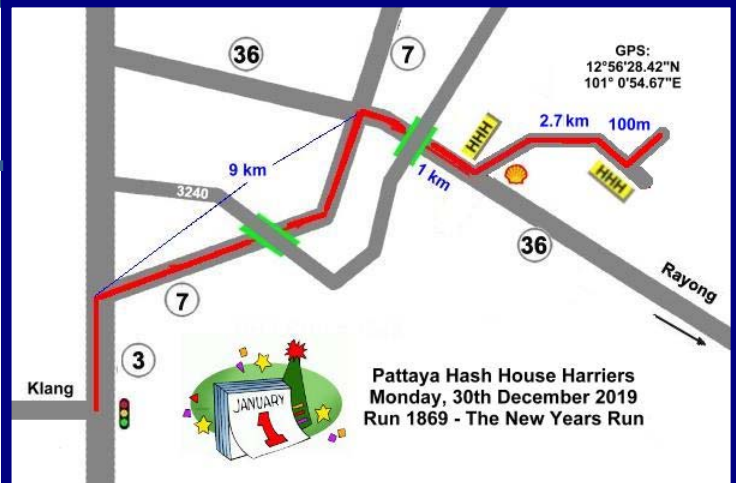 36
7
GPS:
12°56'28.42"N
101° 0'54.67"E
HHH
2.7 km
100m
9 km
1 km
HHH
3240
36
Rayong
7
3
Klang
JANUARY
1
Pattaya Hash House Harriers
Monday, 30th December 2019
Run 1869 - The New Years Run